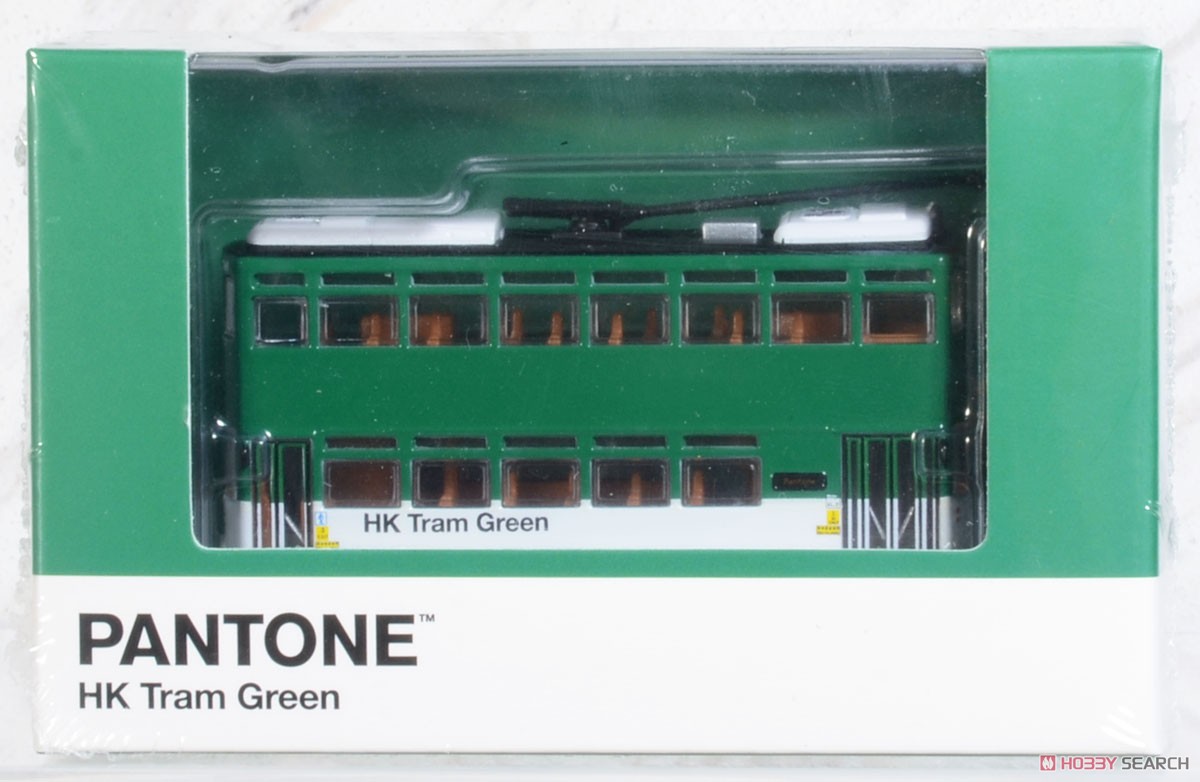 HK Tram Green
PANTONE™
HK Tram Green
HOBBY SEARCH